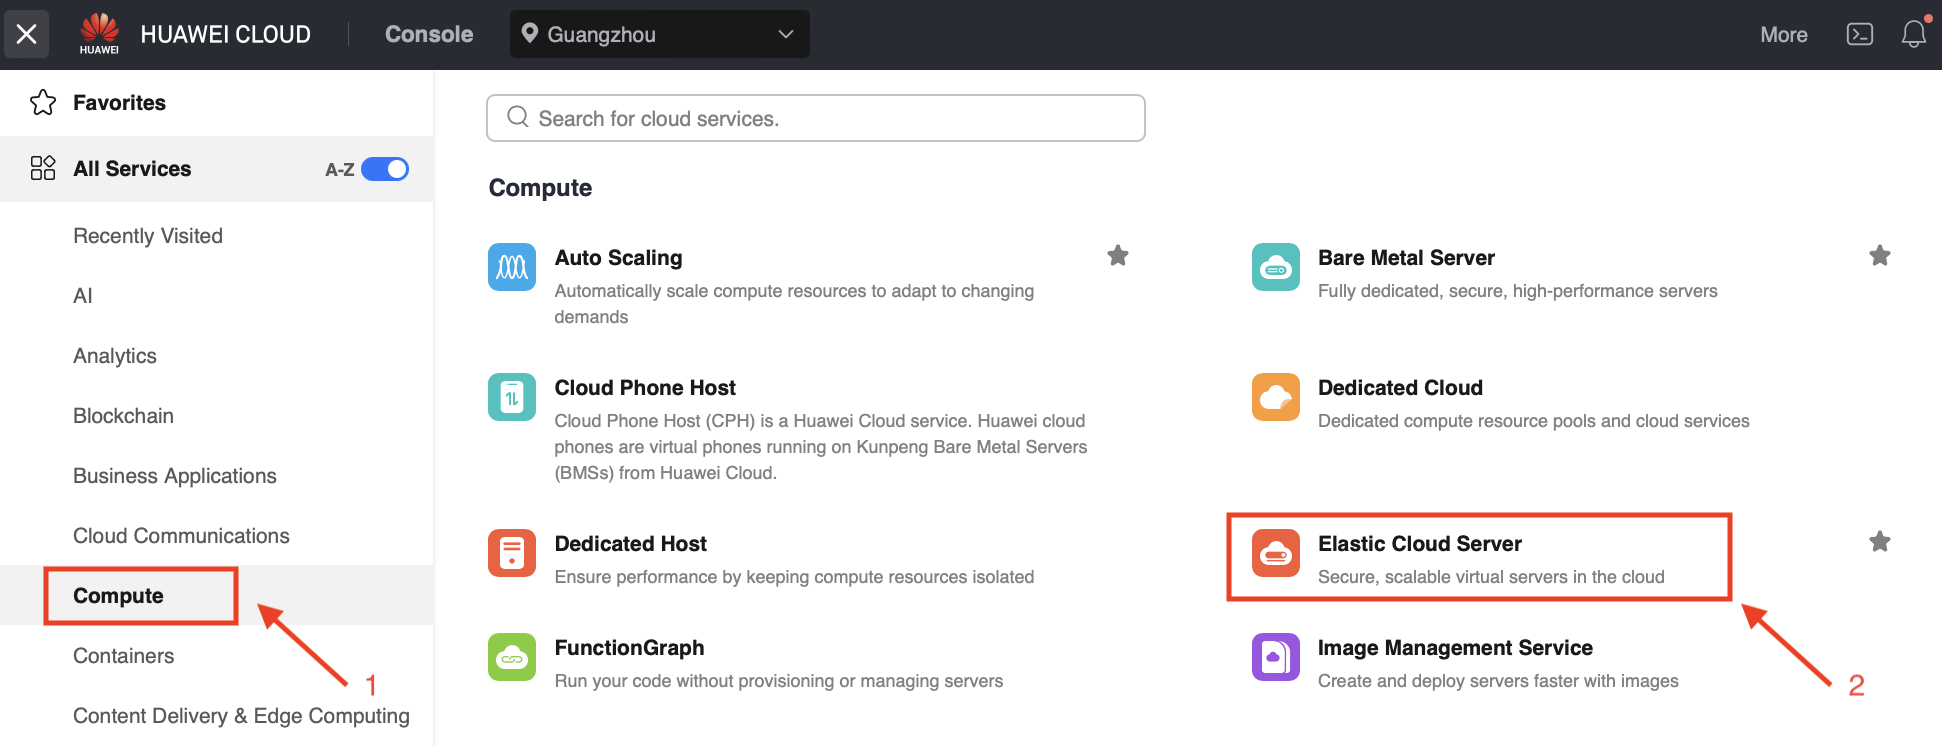 HUAWEI
HUAWEI CLOUD
Console
Guangzhou
More
Favorites
All Services
A-Z
Recently Visited
AI
Analytics
Blockchain
Business Applications
Cloud Communications
Compute
Containers
Content Delivery & Edge Computing
1
Search for cloud services.
Compute
Auto Scaling
Automatically scale compute resources to adapt to changing
demands
Bare Metal Server
Fully dedicated, secure, high-performance servers
Cloud Phone Host
Cloud Phone Host (CPH) is a Huawei Cloud service. Huawei cloud
phones are virtual phones running on Kunpeng Bare Metal Servers
(BMSs) from Huawei Cloud.
Dedicated Cloud
Dedicated compute resource pools and cloud services
Dedicated Host
Ensure performance by keeping compute resources isolated
Elastic Cloud Server
Secure, scalable virtual servers in the cloud
FunctionGraph
Run your code without provisioning or managing servers
Image Management Service
Create and deploy servers faster with images
2